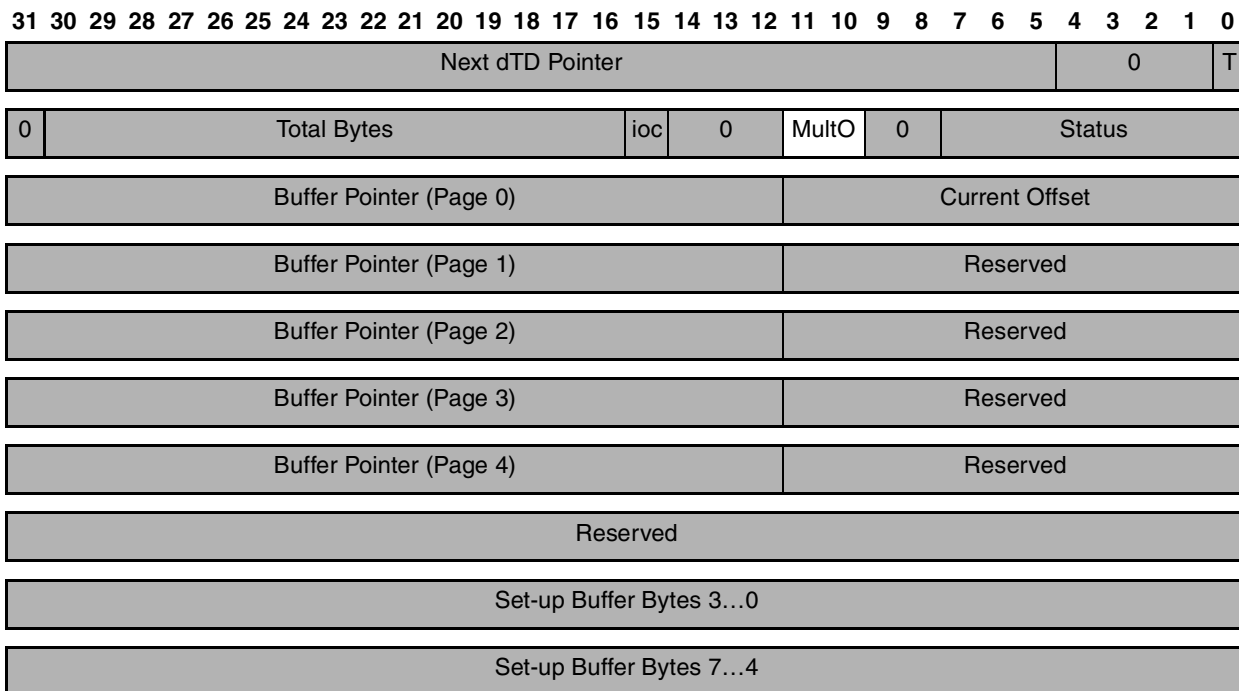 31 30 29 28 27 26 25 24 23 22 21 20 19 18 17 16 15 14 13 12 11 10 9 8 7 6 5 4 3 2 1 0
Next dTD Pointer 0 T
0 Total Bytes ioc 0 MultO 0 Status
Buffer Pointer (Page 0) Current Offset
Buffer Pointer (Page 1) Reserved
Buffer Pointer (Page 2) Reserved
Buffer Pointer (Page 3) Reserved
Buffer Pointer (Page 4) Reserved
Reserved
Set-up Buffer Bytes 3…0
Set-up Buffer Bytes 7…4